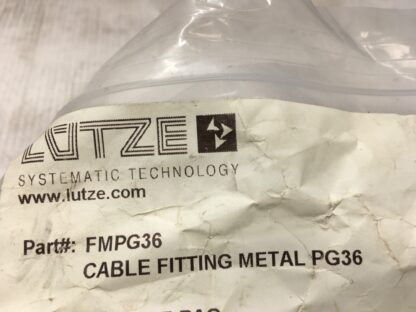 LUTZE
SYSTEMATIC TECHNOLOGY
www.lutze.com
Part#: FMPG36
CABLE FITTING METAL PG36